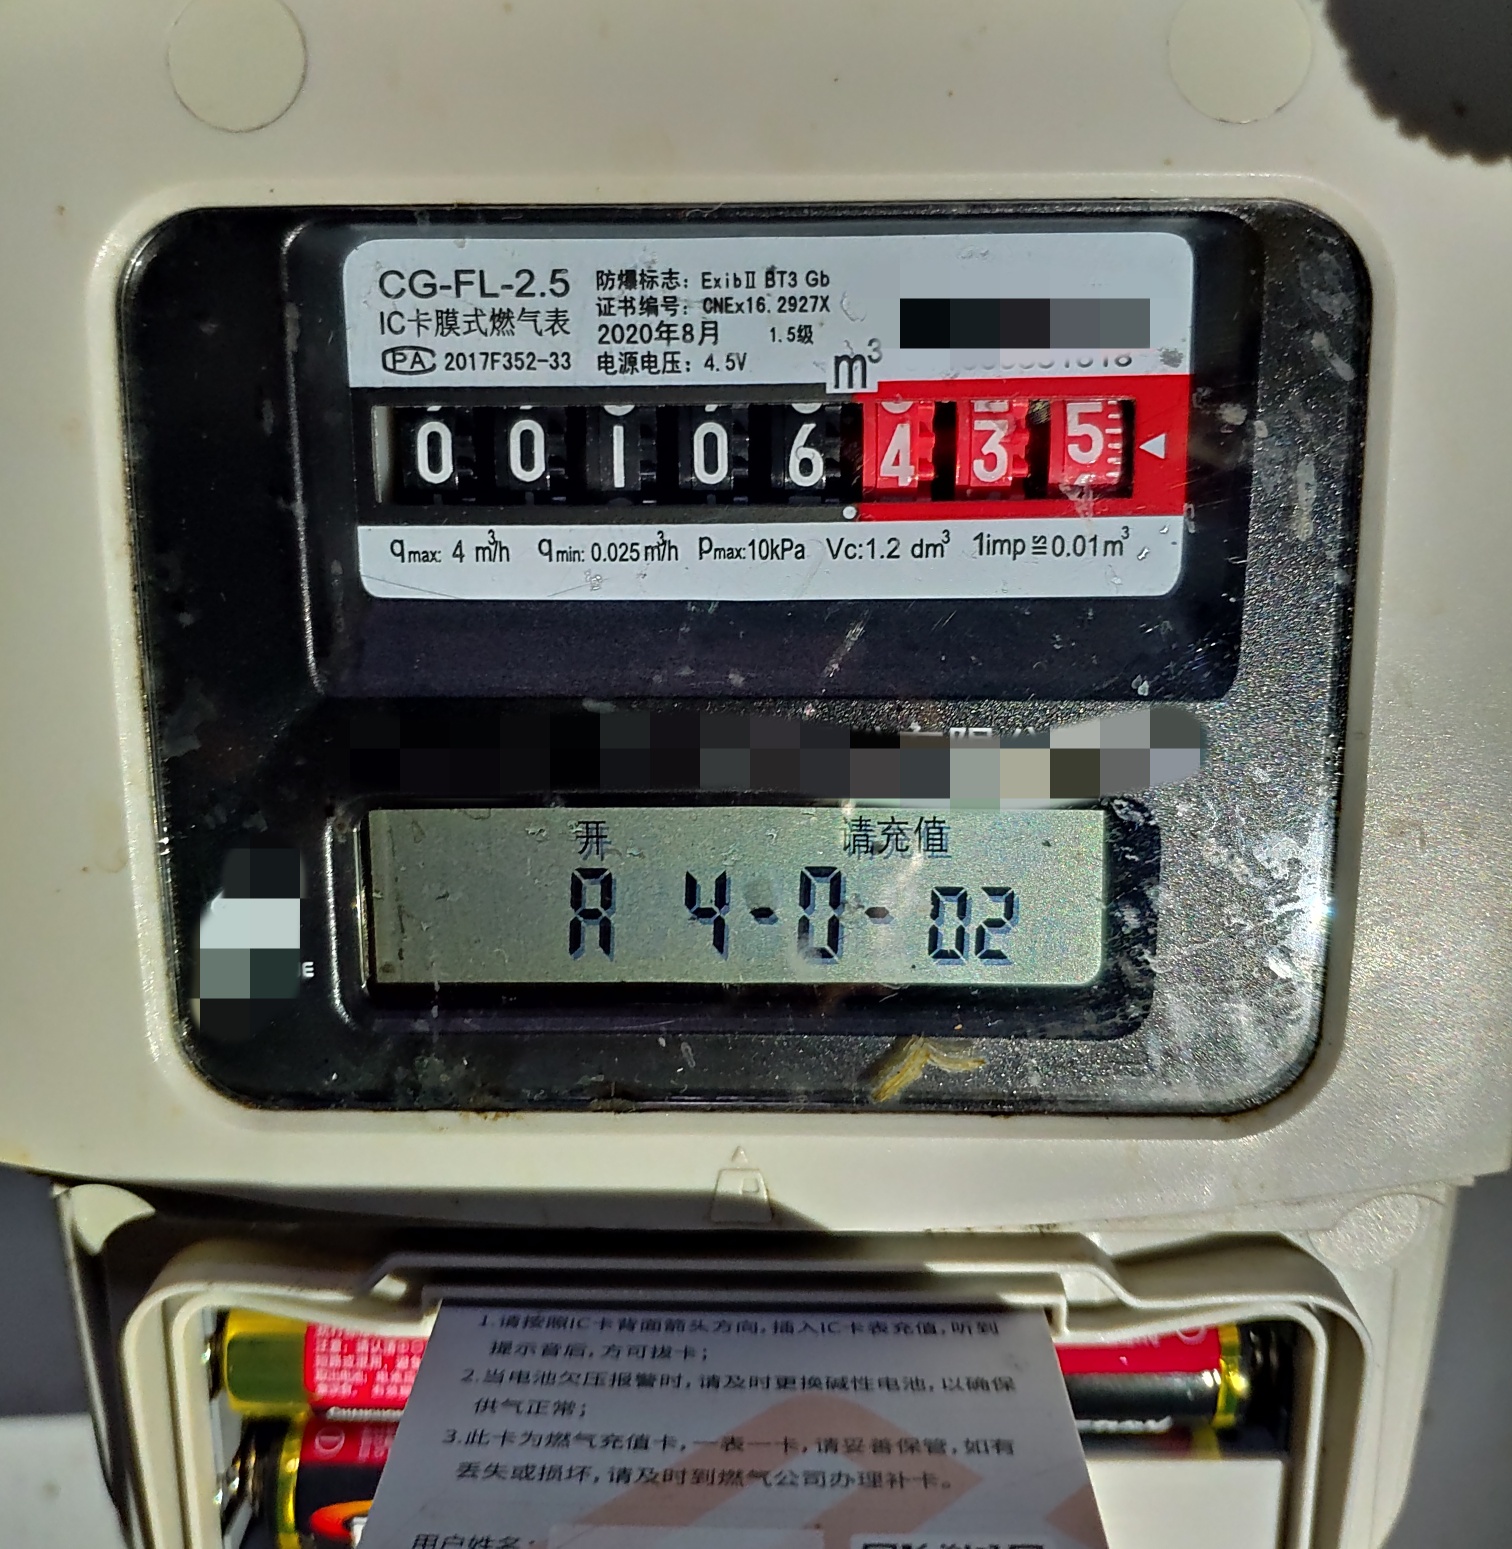 CG-FL-2.5
IC卡膜式燃气表
PA 2017F352-33
防爆标志：ExibⅡ BT3 Gb
证书编号：CNEx16.2927X
2020年8月 1.5级
电源电压：4.5V
m³
0 0 1 0 6 4 3 5
qmax: 4 m³/h qmin: 0.025 m³/h Pmax:10kPa Vc:1.2 dm³ 1imp≌0.01m³
开 请充值
A 4-0-02
1.请按照IC卡背面箭头方向，插入IC卡表充值，听到
提示音后，方可拔卡；
2.当电池欠压报警时，请及时更换碱性电池，以确保
供气正常；
3.此卡为燃气充值卡，一表一卡，请妥善保管，如有
丢失或损坏，请及时到燃气公司办理补卡。
用户姓名：